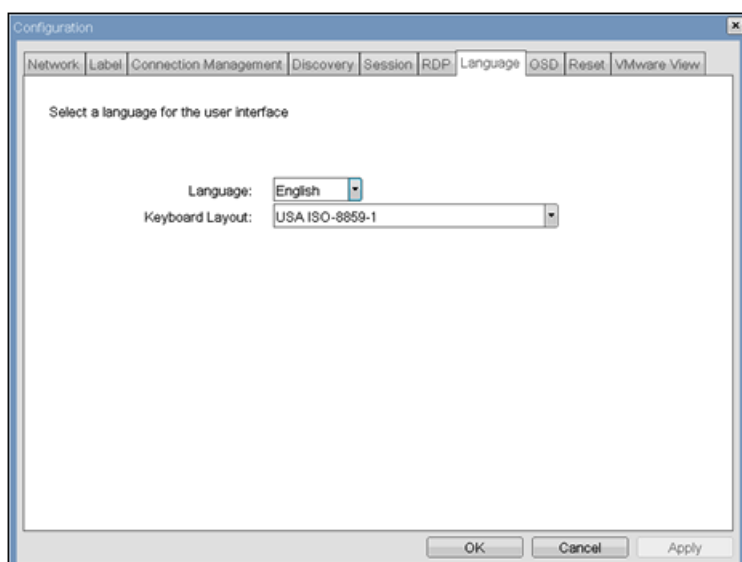 Configuration
Network Label Connection Management Discovery Session RDP Language OSD Reset VMware View
Select a language for the user interface
Language: English
Keyboard Layout: USA ISO-8859-1
OK Cancel Apply